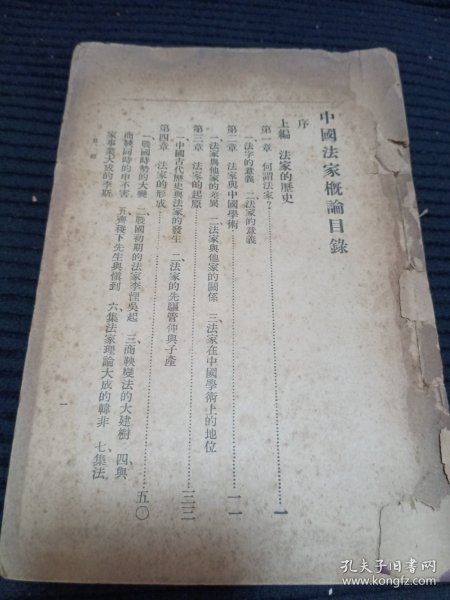 中國法家概論目錄
序
上編　法家的歷史
第一章　何謂法家？…………一
一、法字的意義　二、法家的意義
第二章　法家與中國學術…………一一
一、法家與他家的差異　二、法家與他家的關係　三、法家在中國學術上的地位
第三章　法家的起原…………三三
一、中國古代歷史與法家的發生　二、法家的先驅管仲與子產
第四章　法家的形成…………五〇
一、戰國時勢的大變　二、戰國初期的法家李悝吳起　三、商鞅變法的大建樹　四、與
商鞅同時的申不害　五、齊稷下先生與慎到　六、集法家理論大成的韓非　七、集法
家事業大成的李斯
目錄
一
孔夫子旧书网
www.kongfz.com